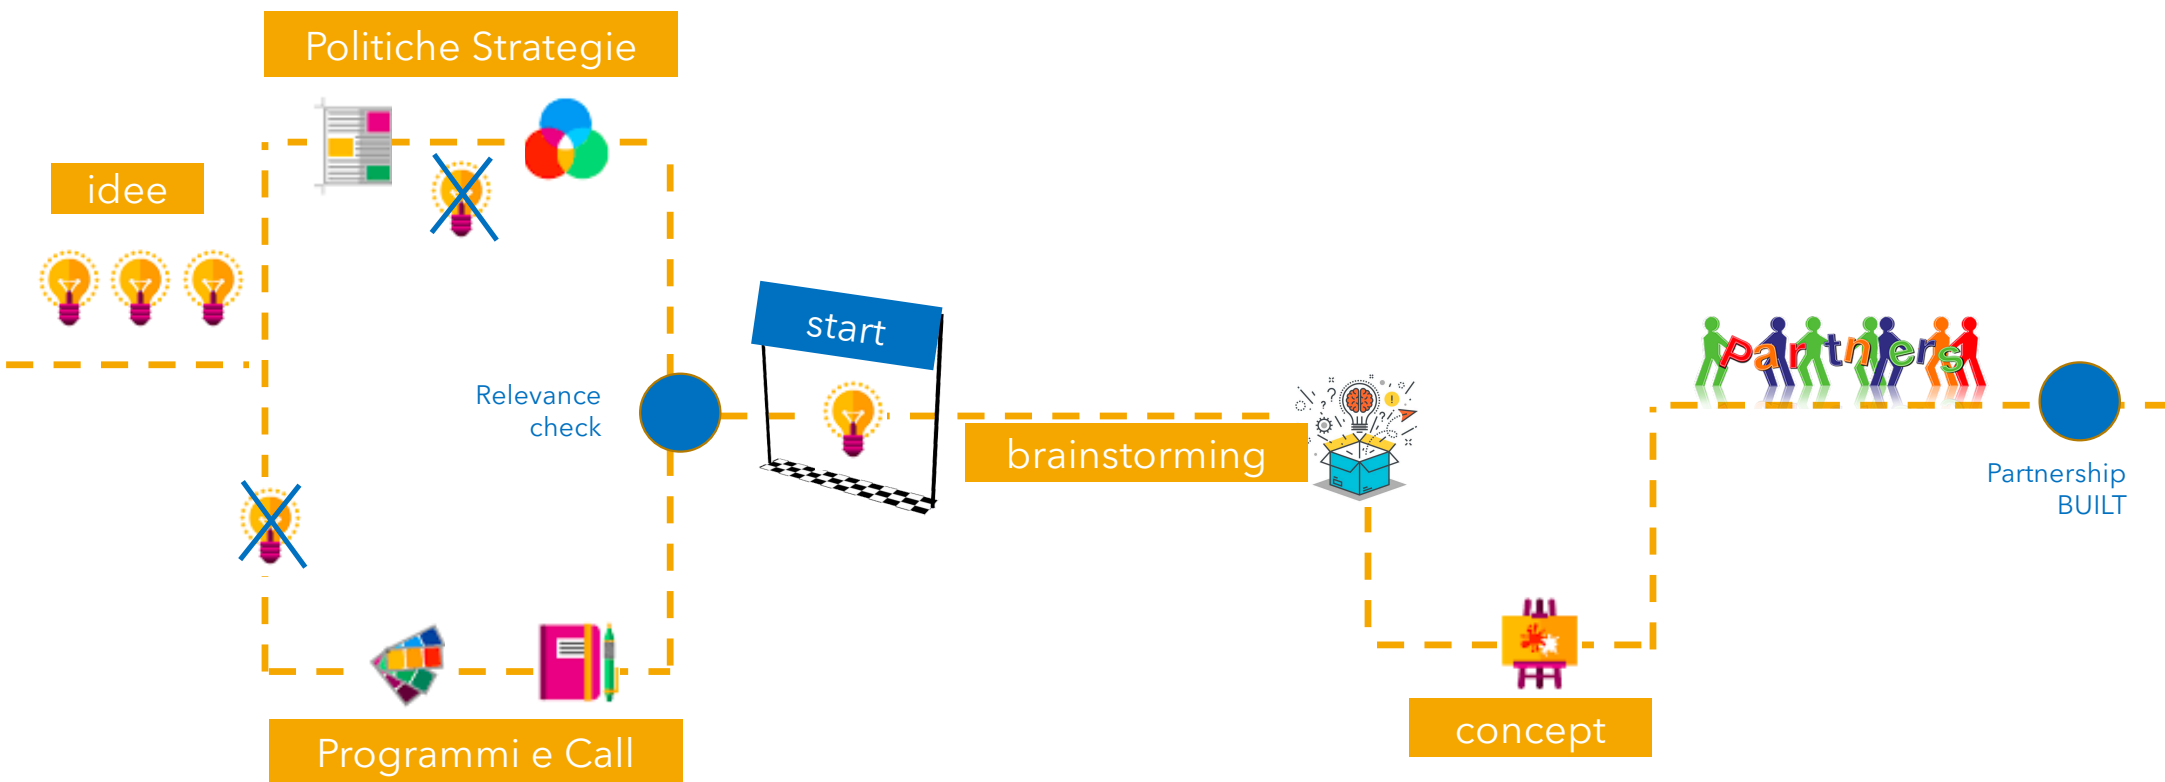 Politiche Strategie
idee
Relevance
check
start
brainstorming
Partners
Partnership
BUILT
concept
Programmi e Call